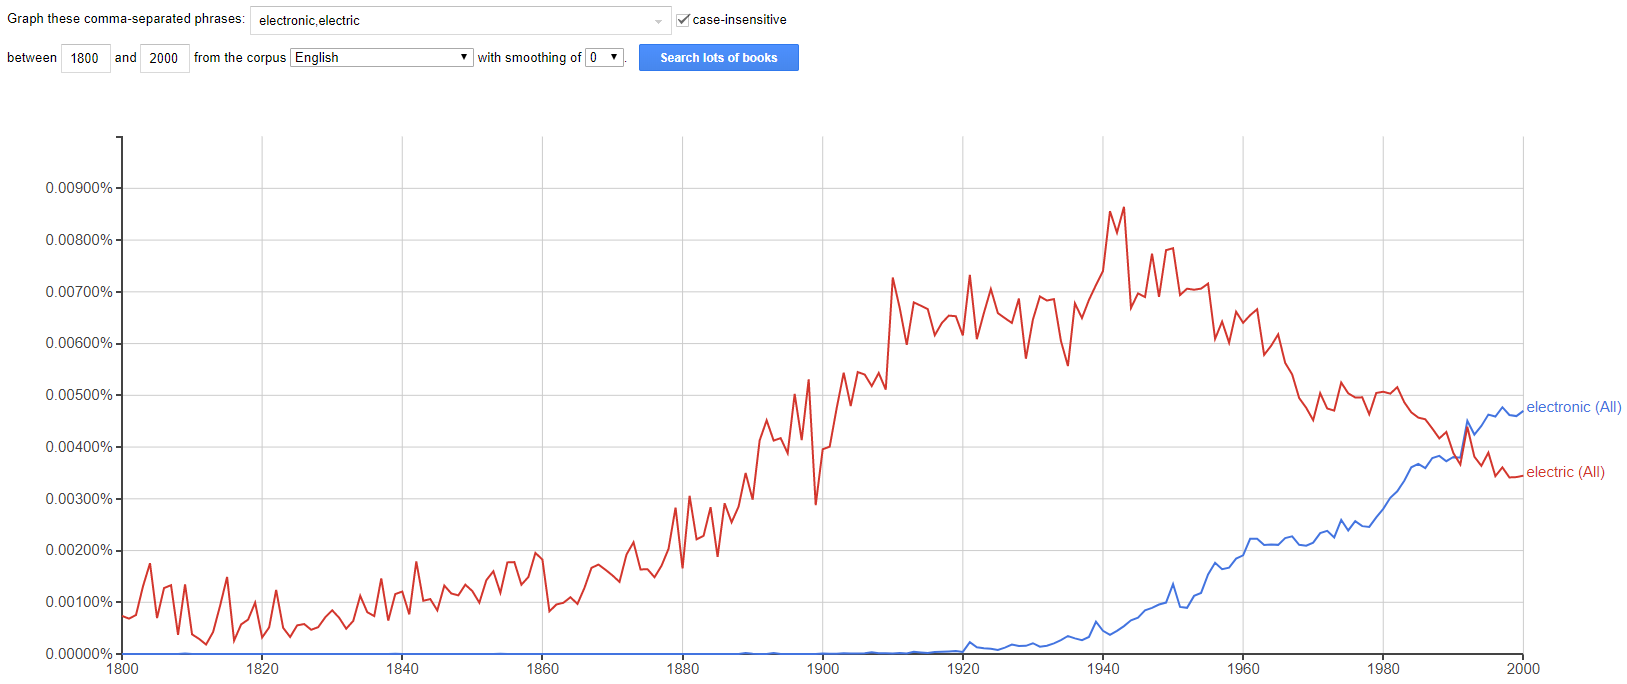 Graph these comma-separated phrases: electronic,electric case-insensitive
between 1800 and 2000 from the corpus English with smoothing of 0 . Search lots of books
0.00900%
0.00800%
0.00700%
0.00600%
0.00500%
electronic (All)
0.00400%
electric (All)
0.00300%
0.00200%
0.00100%
0.00000%
1800 1820 1840 1860 1880 1900 1920 1940 1960 1980 2000